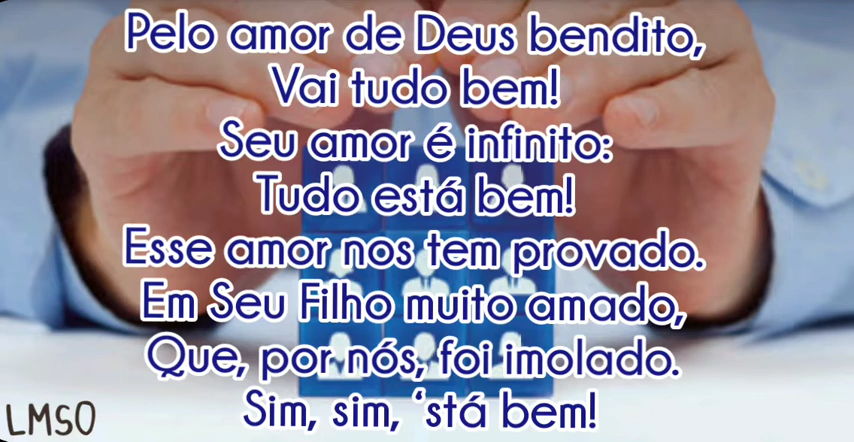 Pelo amor de Deus bendito,
Vai tudo bem!
Seu amor é infinito:
Tudo está bem!
Esse amor nos tem provado.
Em Seu Filho muito amado,
Que, por nós, foi imolado.
Sim, sim, ‘stá bem!
LMSO